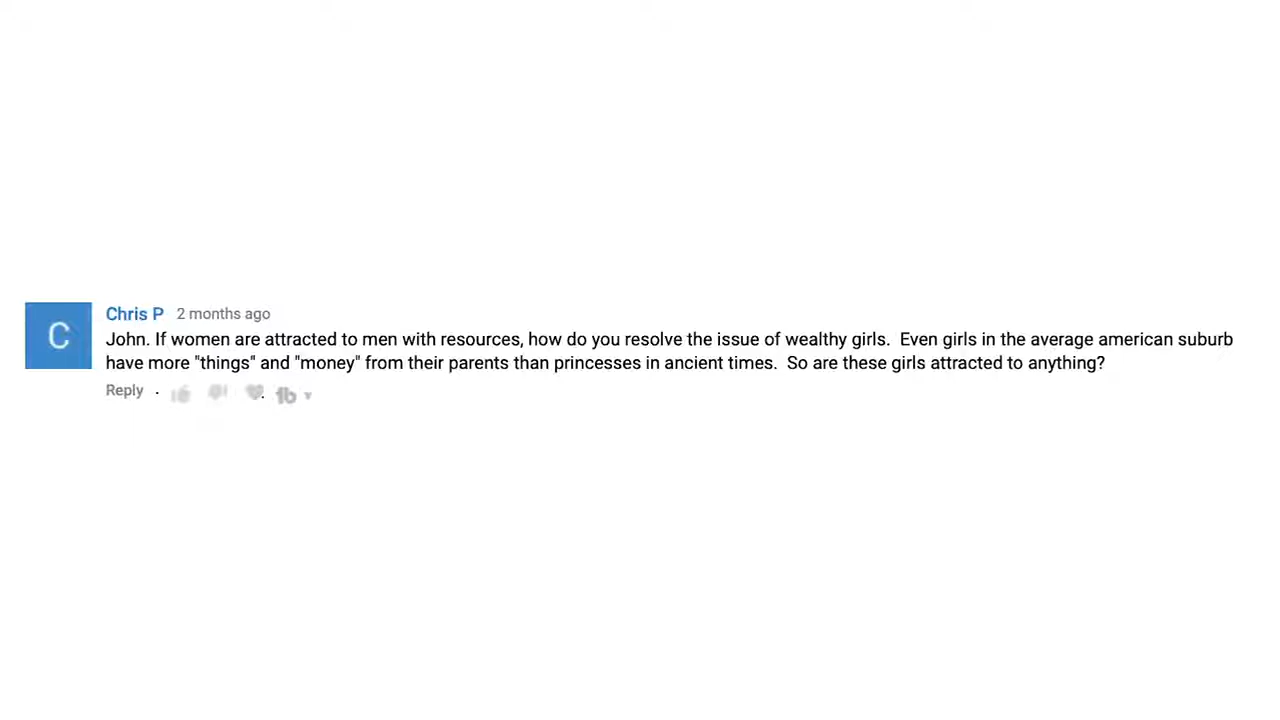 C
Chris P 2 months ago
John. If women are attracted to men with resources, how do you resolve the issue of wealthy girls.  Even girls in the average american suburb
have more "things" and "money" from their parents than princesses in ancient times.  So are these girls attracted to anything?
Reply